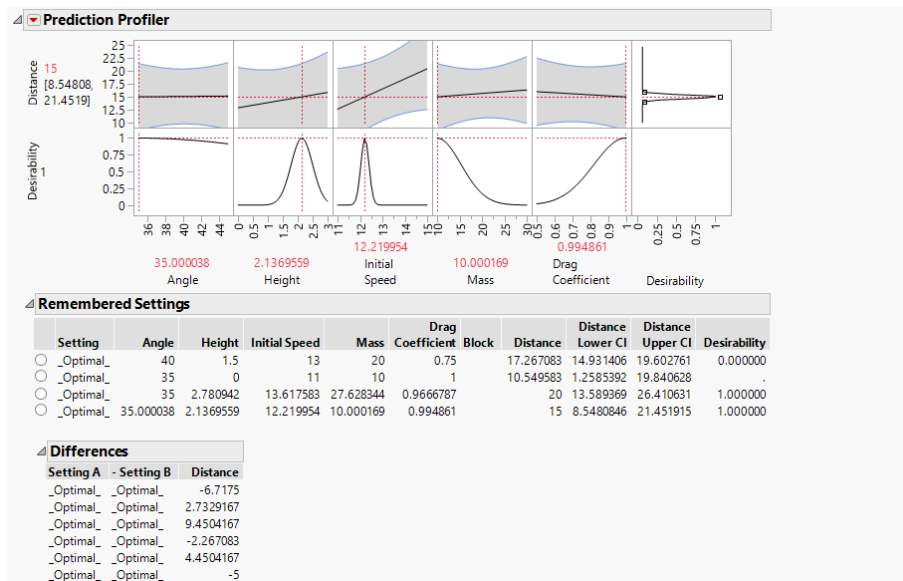 Prediction Profiler
25
22.5
20
17.5
15
12.5
10
Distance
15
[8.54808,
21.4519]
1
0.75
0.5
0.25
0
Desirability
1
36 38 40 42 44 0 0.5 1 1.5 2 2.5 3 11 12 13 14 15 10 15 20 25 30 0.5 0.6 0.7 0.8 0.9 1 0 0.25 0.5 0.75 1
35.000038 2.1369559 12.219954 10.000169 0.994861
Angle Height Initial Speed Mass Drag Coefficient Desirability
Remembered Settings
Setting Angle Height Initial Speed Mass Drag Coefficient Block Distance Distance Lower CI Distance Upper CI Desirability
_Optimal_ 40 1.5 13 20 0.75 17.267083 14.931406 19.602761 0.000000
_Optimal_ 35 0 11 10 1 10.549583 1.2585392 19.840628 .
_Optimal_ 35 2.780942 13.617583 27.628344 0.9666787 20 13.589369 26.410631 1.000000
_Optimal_ 35.000038 2.1369559 12.219954 10.000169 0.994861 15 8.5480846 21.451915 1.000000
Differences
Setting A - Setting B Distance
_Optimal_ _Optimal_ -6.7175
_Optimal_ _Optimal_ 2.7329167
_Optimal_ _Optimal_ 9.4504167
_Optimal_ _Optimal_ -2.267083
_Optimal_ _Optimal_ 4.4504167
_Optimal_ _Optimal_ -5